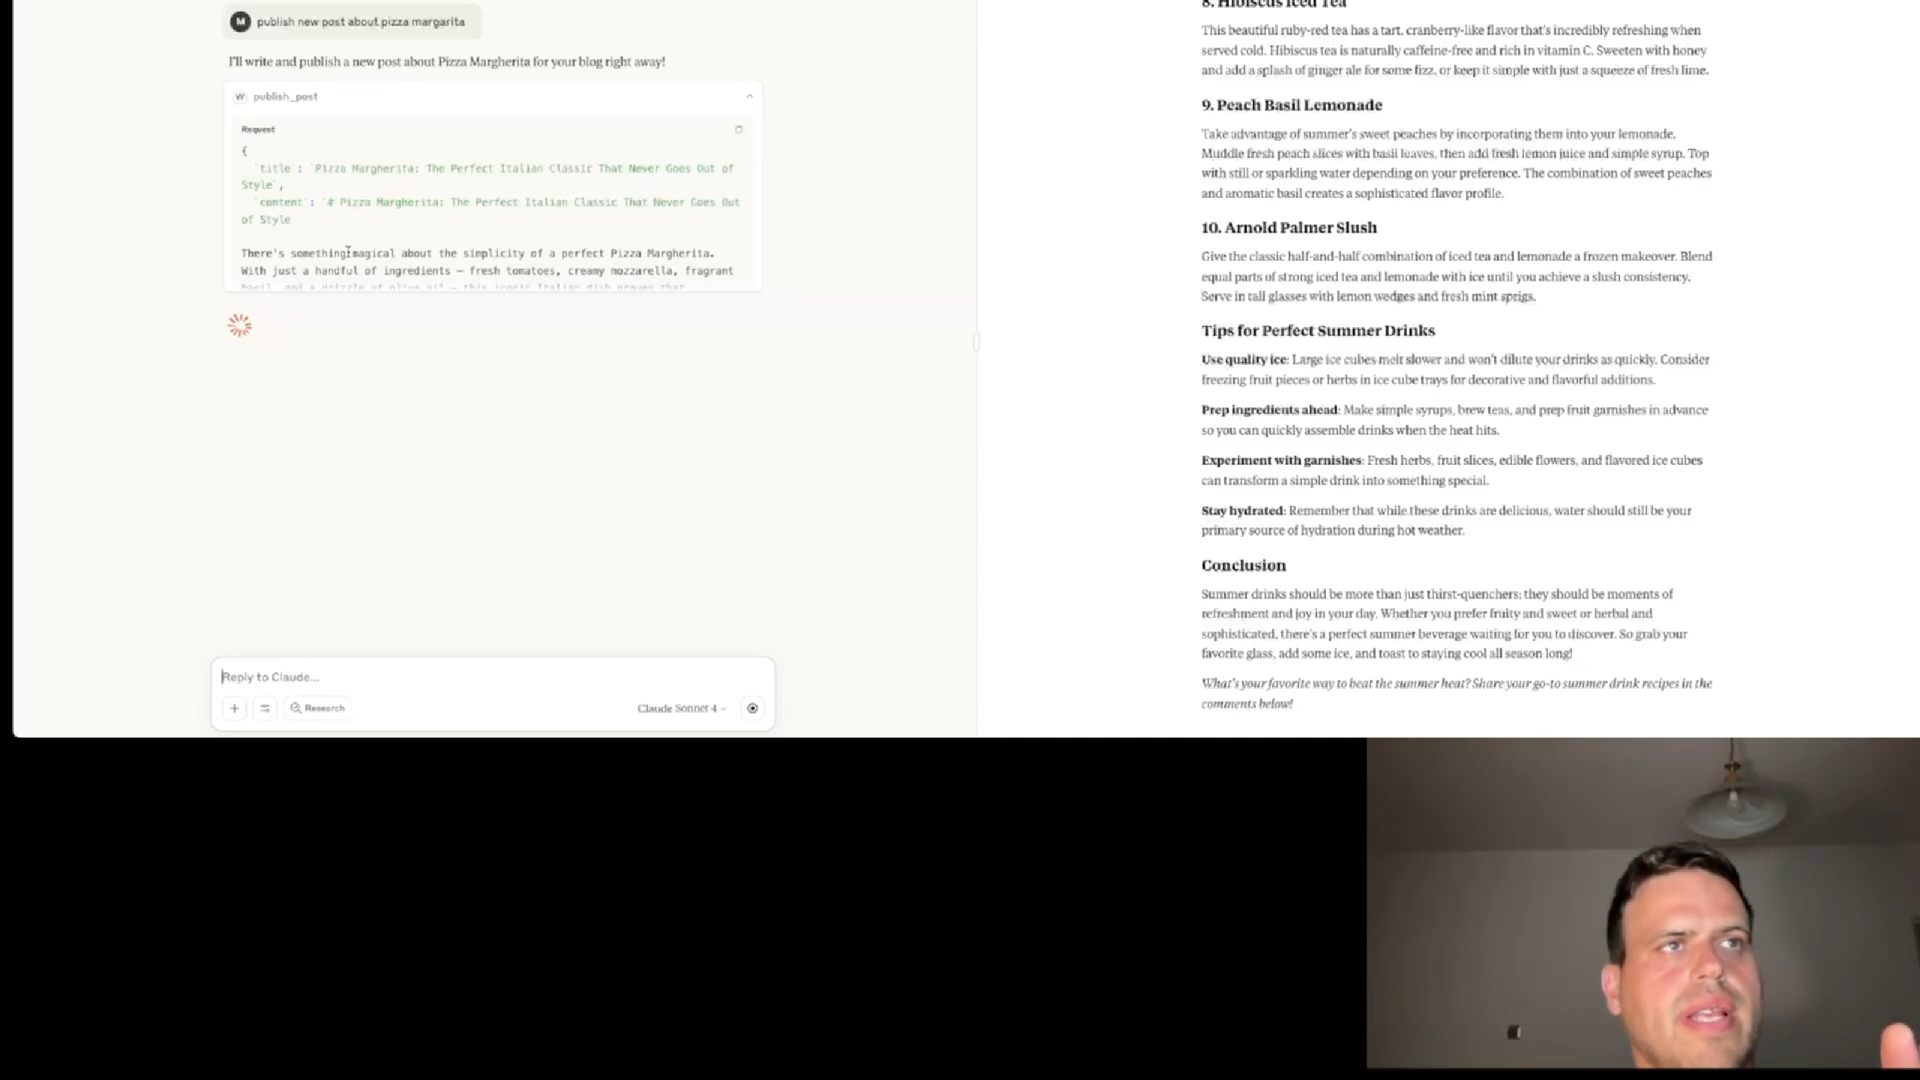 M publish new post about pizza margarita
I'll write and publish a new post about Pizza Margherita for your blog right away!
W publish_post
Request
{
`title`: `Pizza Margherita: The Perfect Italian Classic That Never Goes Out of
Style`,
`content`: `# Pizza Margherita: The Perfect Italian Classic That Never Goes Out
of Style
There's something magical about the simplicity of a perfect Pizza Margherita.
With just a handful of ingredients — fresh tomatoes, creamy mozzarella, fragrant
basil, and a drizzle of olive oil — this iconic Italian dish proves that
Reply to Claude...
Research
Claude Sonnet 4
8. Hibiscus Iced Tea
This beautiful ruby-red tea has a tart, cranberry-like flavor that's incredibly refreshing when
served cold. Hibiscus tea is naturally caffeine-free and rich in vitamin C. Sweeten with honey
and add a splash of ginger ale for some fizz, or keep it simple with just a squeeze of fresh lime.
9. Peach Basil Lemonade
Take advantage of summer's sweet peaches by incorporating them into your lemonade.
Muddle fresh peach slices with basil leaves, then add fresh lemon juice and simple syrup. Top
with still or sparkling water depending on your preference. The combination of sweet peaches
and aromatic basil creates a sophisticated flavor profile.
10. Arnold Palmer Slush
Give the classic half-and-half combination of iced tea and lemonade a frozen makeover. Blend
equal parts of strong iced tea and lemonade with ice until you achieve a slush consistency.
Serve in tall glasses with lemon wedges and fresh mint sprigs.
Tips for Perfect Summer Drinks
Use quality ice: Large ice cubes melt slower and won't dilute your drinks as quickly. Consider
freezing fruit pieces or herbs in ice cube trays for decorative and flavorful additions.
Prep ingredients ahead: Make simple syrups, brew teas, and prep fruit garnishes in advance
so you can quickly assemble drinks when the heat hits.
Experiment with garnishes: Fresh herbs, fruit slices, edible flowers, and flavored ice cubes
can transform a simple drink into something special.
Stay hydrated: Remember that while these drinks are delicious, water should still be your
primary source of hydration during hot weather.
Conclusion
Summer drinks should be more than just thirst-quenchers; they should be moments of
refreshment and joy in your day. Whether you prefer fruity and sweet or herbal and
sophisticated, there's a perfect summer beverage waiting for you to discover. So grab your
favorite glass, add some ice, and toast to staying cool all season long!
What's your favorite way to beat the summer heat? Share your go-to summer drink recipes in the
comments below!